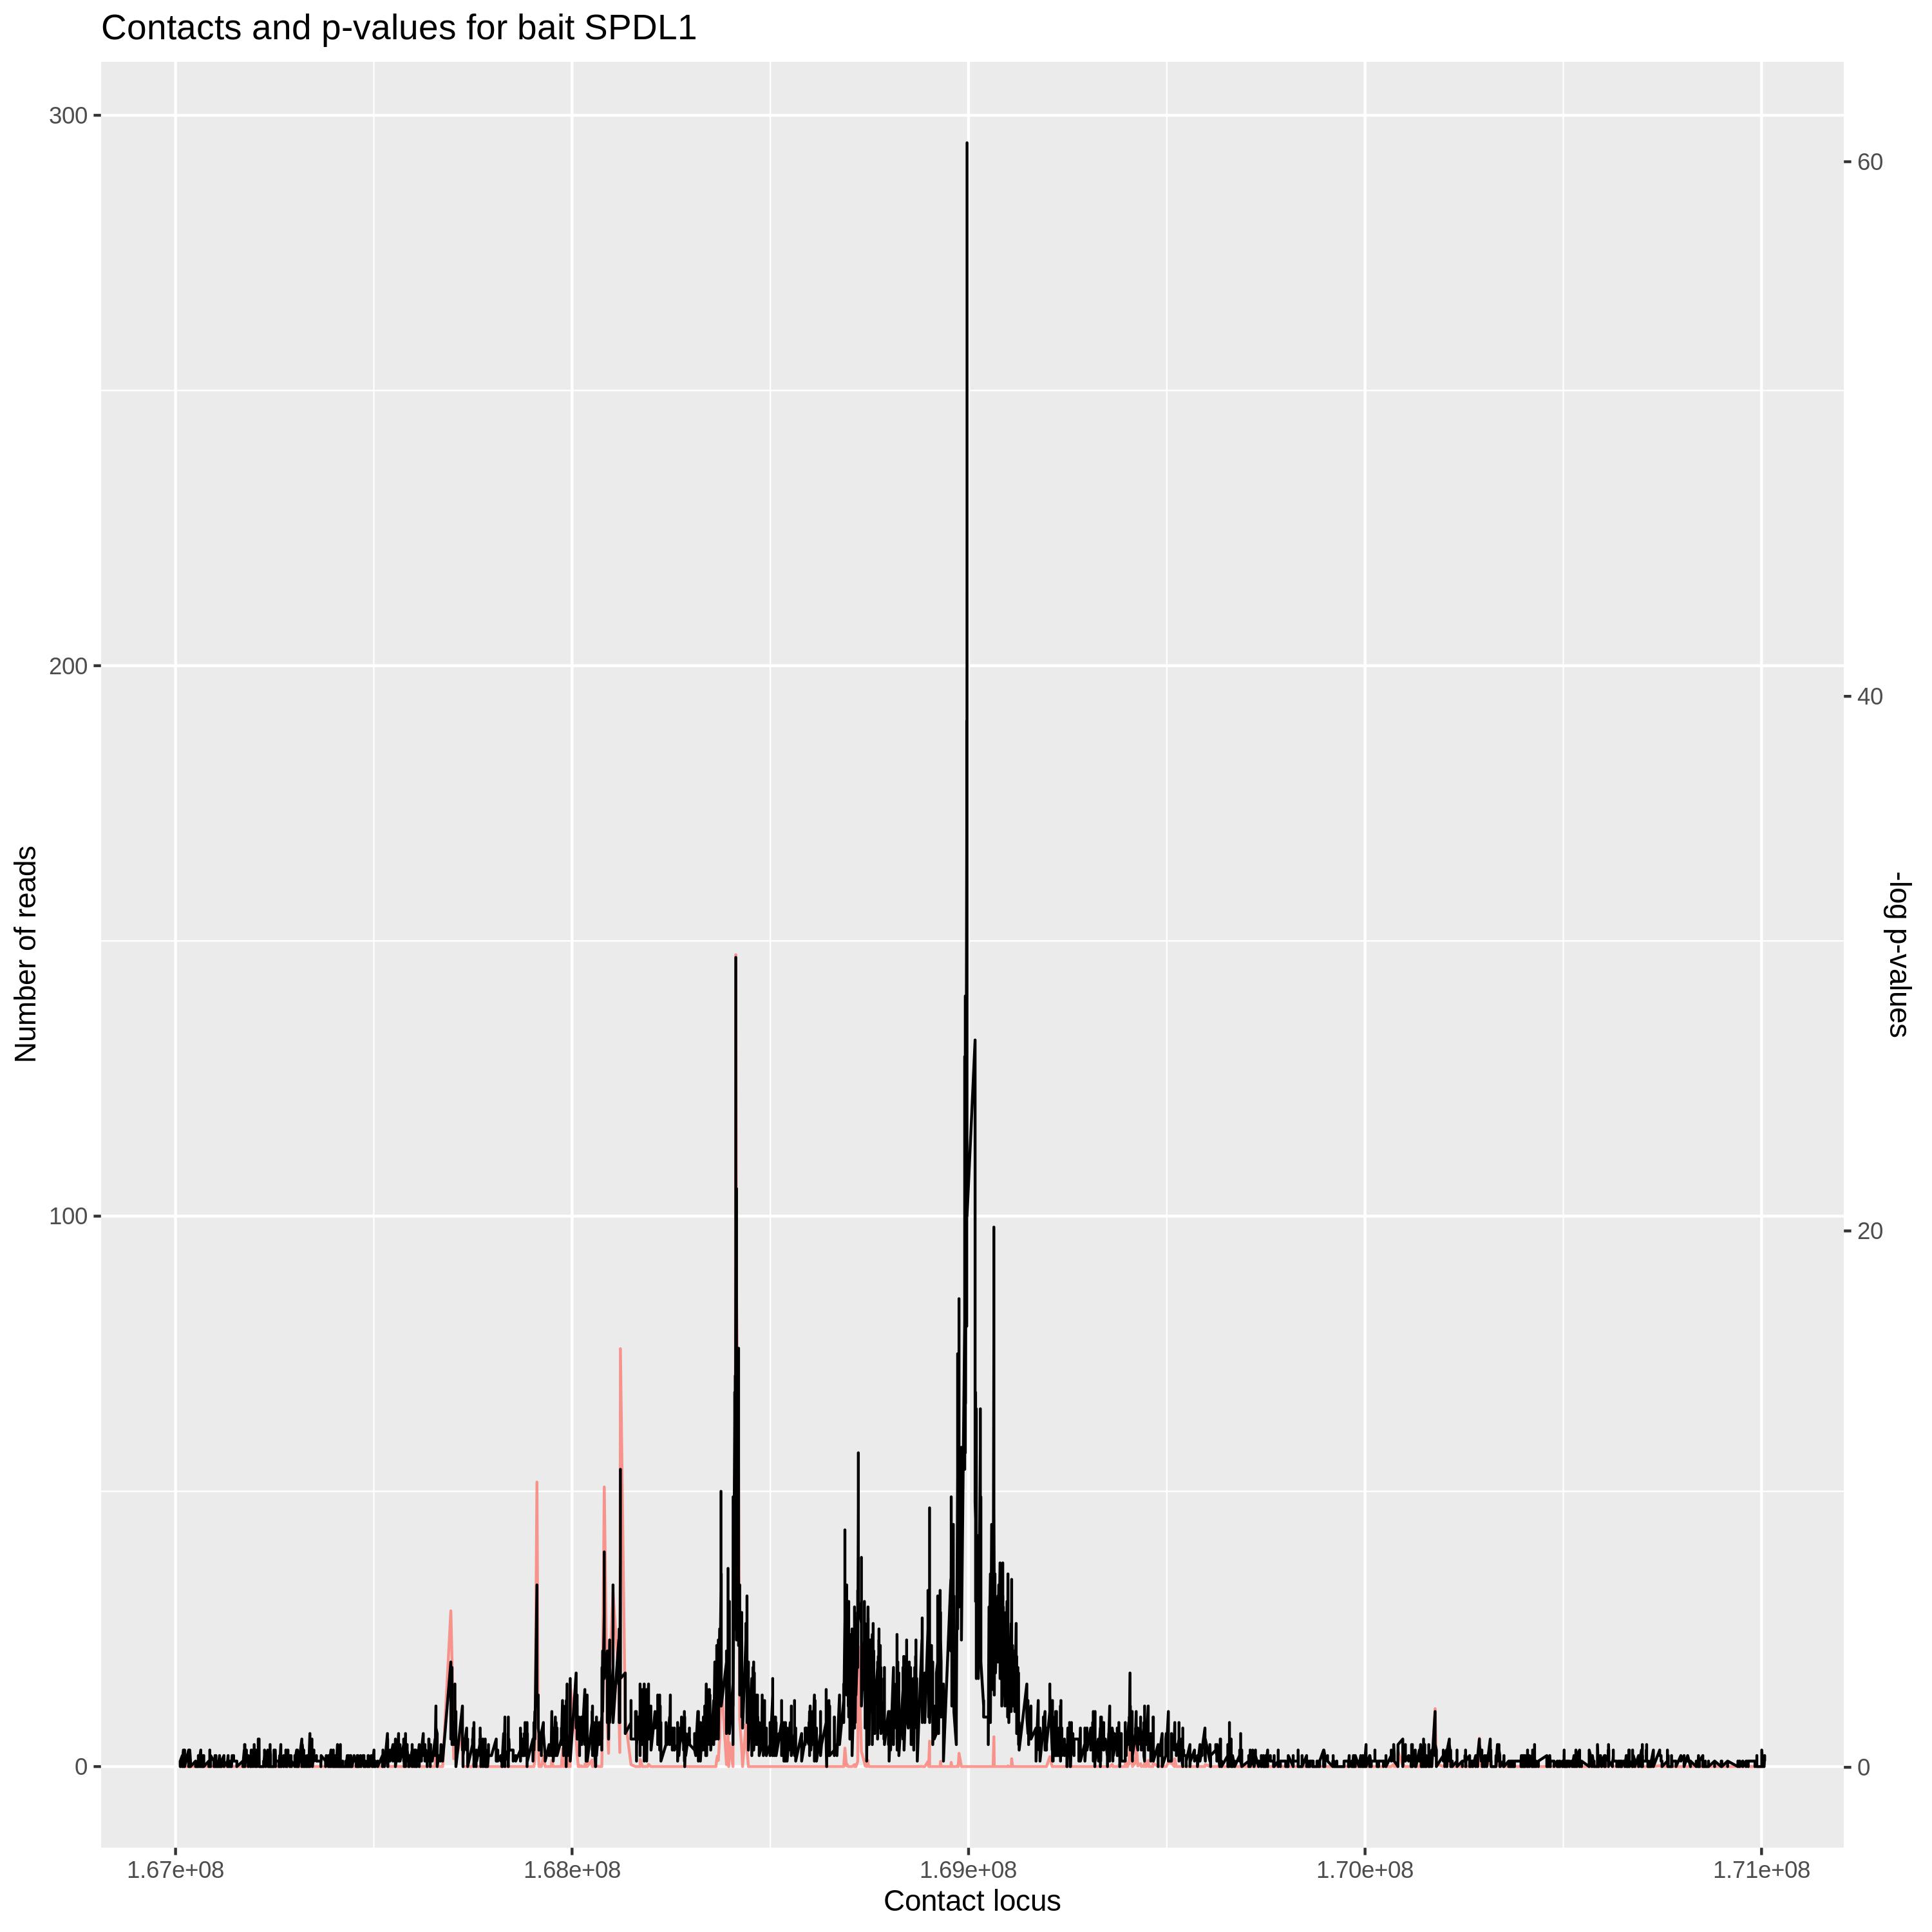 Contacts and p-values for bait SPDL1
300
200
100
0
Number of reads
60
40
20
0
-log p-values
1.67e+08
1.68e+08
1.69e+08
1.70e+08
1.71e+08
Contact locus